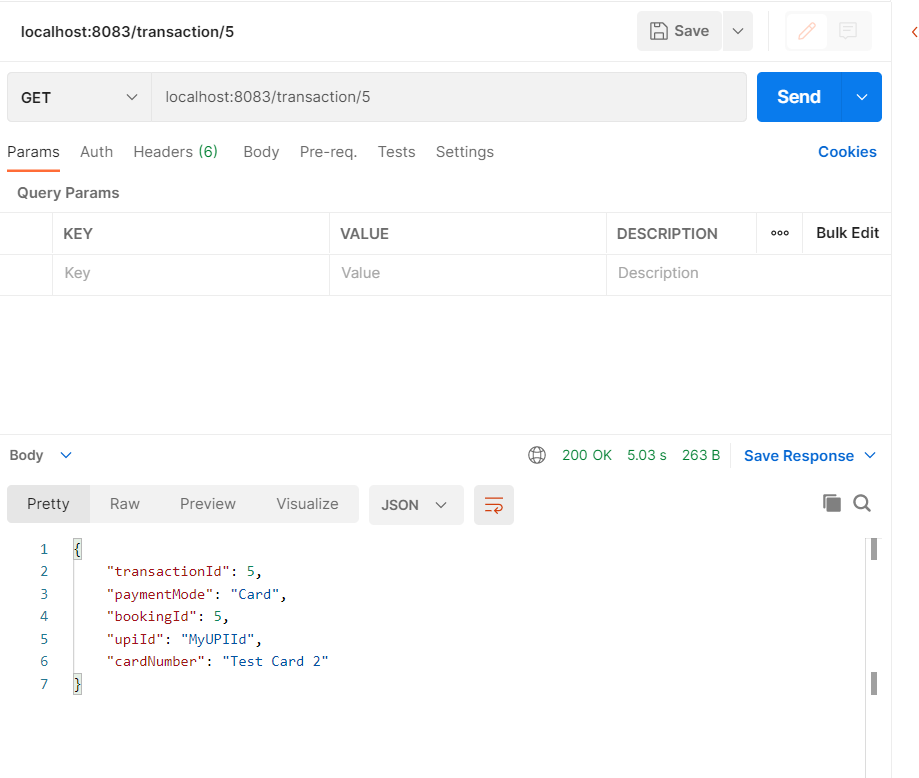 localhost:8083/transaction/5
Save
GET
localhost:8083/transaction/5
Send
Params Auth Headers (6) Body Pre-req. Tests Settings Cookies
Query Params
KEY VALUE DESCRIPTION ooo Bulk Edit
Key Value Description
Body 200 OK 5.03 s 263 B Save Response
Pretty Raw Preview Visualize JSON
1 {
2 "transactionId": 5,
3 "paymentMode": "Card",
4 "bookingId": 5,
5 "upiId": "MyUPIId",
6 "cardNumber": "Test Card 2"
7 }